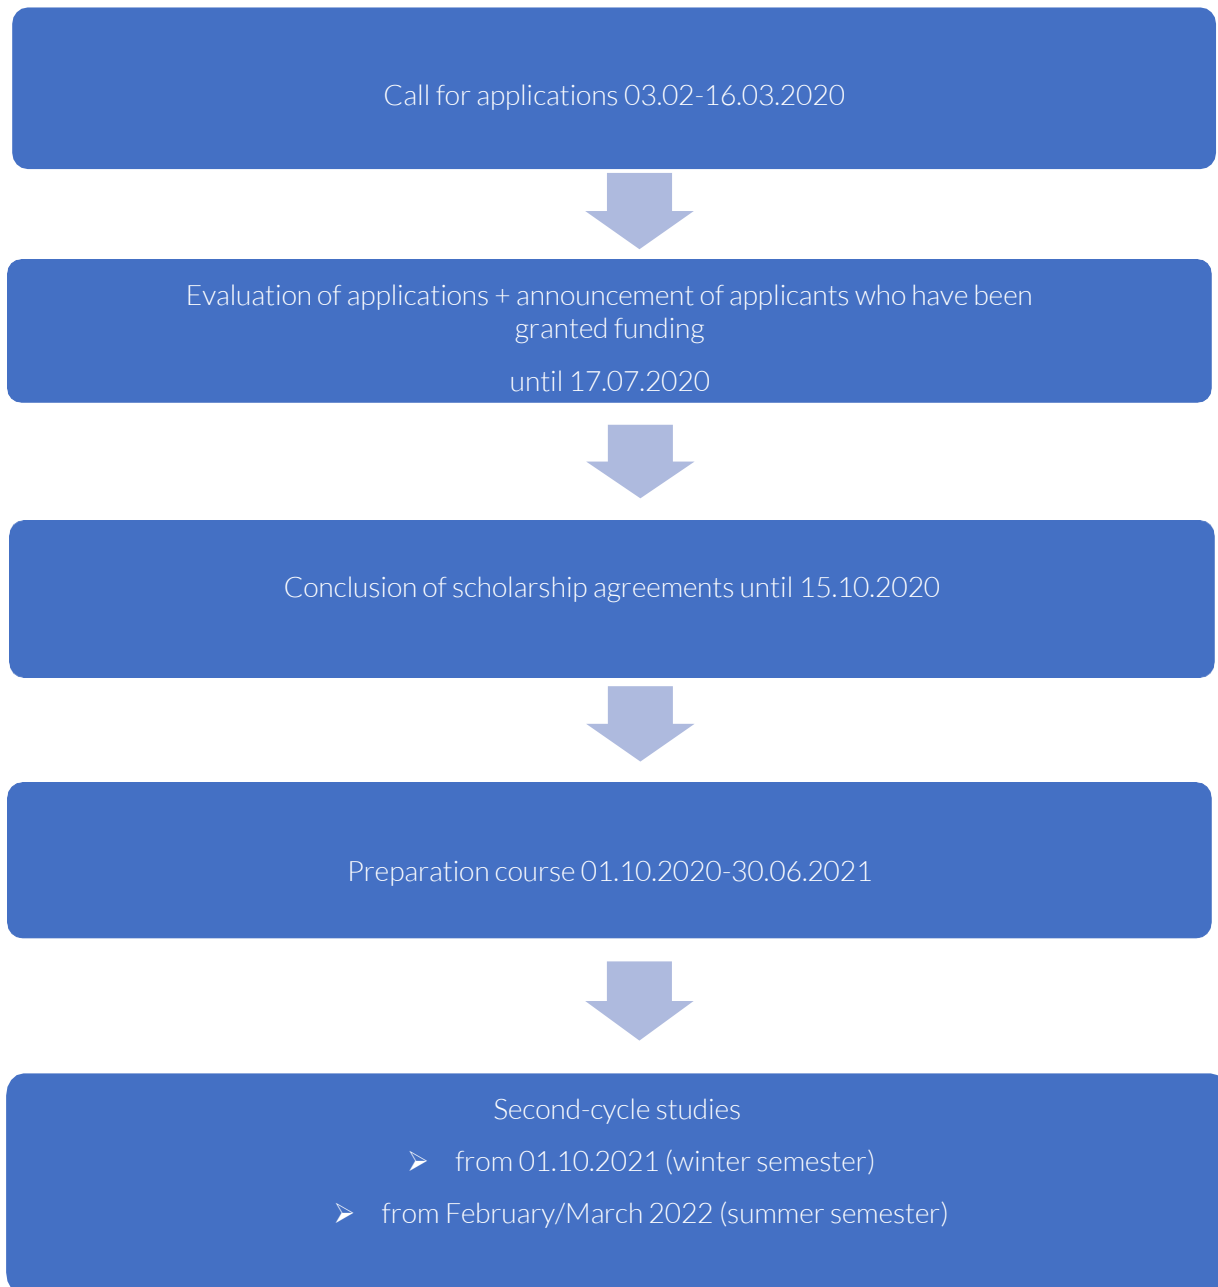 Call for applications 03.02-16.03.2020
Evaluation of applications + announcement of applicants who have been
granted funding
until 17.07.2020
Conclusion of scholarship agreements until 15.10.2020
Preparation course 01.10.2020-30.06.2021
Second-cycle studies
➢ from 01.10.2021 (winter semester)
➢ from February/March 2022 (summer semester)